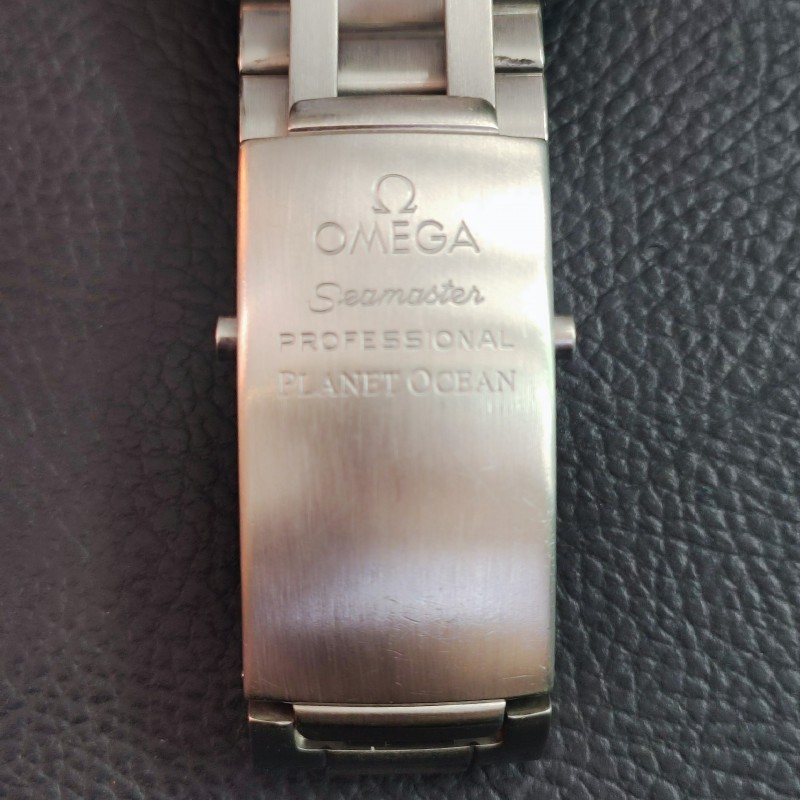 Ω
OMEGA
Seamaster
PROFESSIONAL
PLANET OCEAN